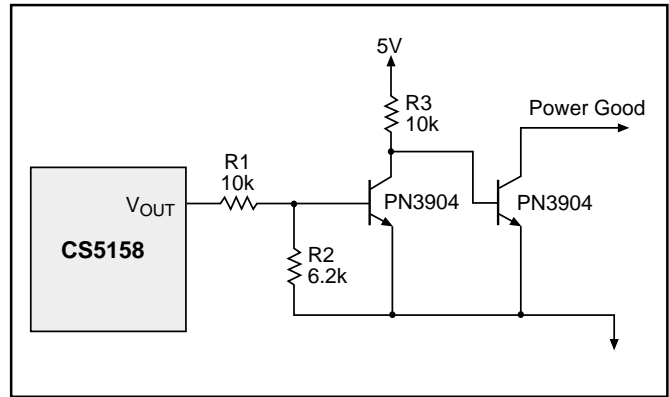 5V
R3
10k
Power Good
R1
10k
PN3904
PN3904
VOUT
CS5158
R2
6.2k